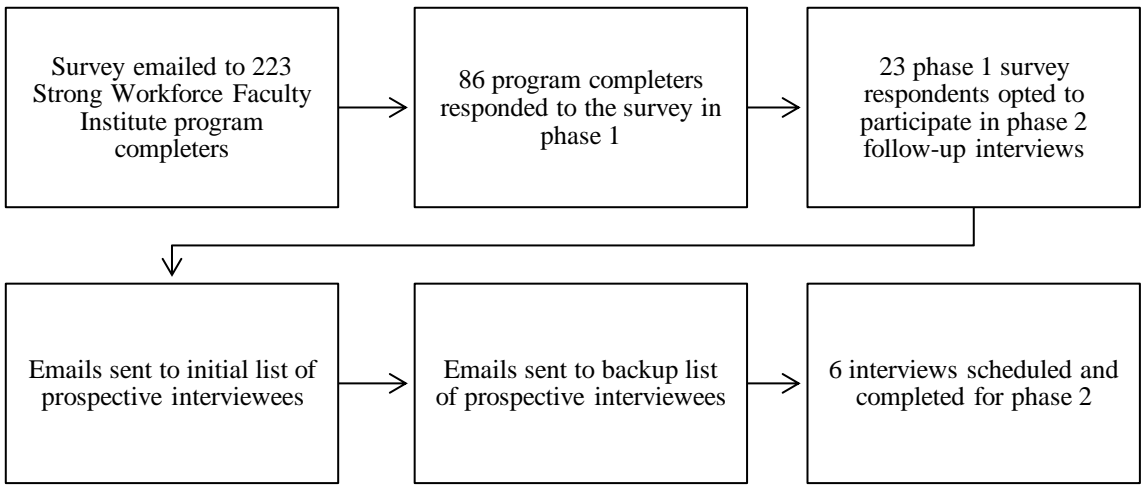 Survey emailed to 223
Strong Workforce Faculty
Institute program
completers
86 program completers
responded to the survey in
phase 1
23 phase 1 survey
respondents opted to
participate in phase 2
follow-up interviews
Emails sent to initial list of
prospective interviewees
Emails sent to backup list
of prospective interviewees
6 interviews scheduled and
completed for phase 2